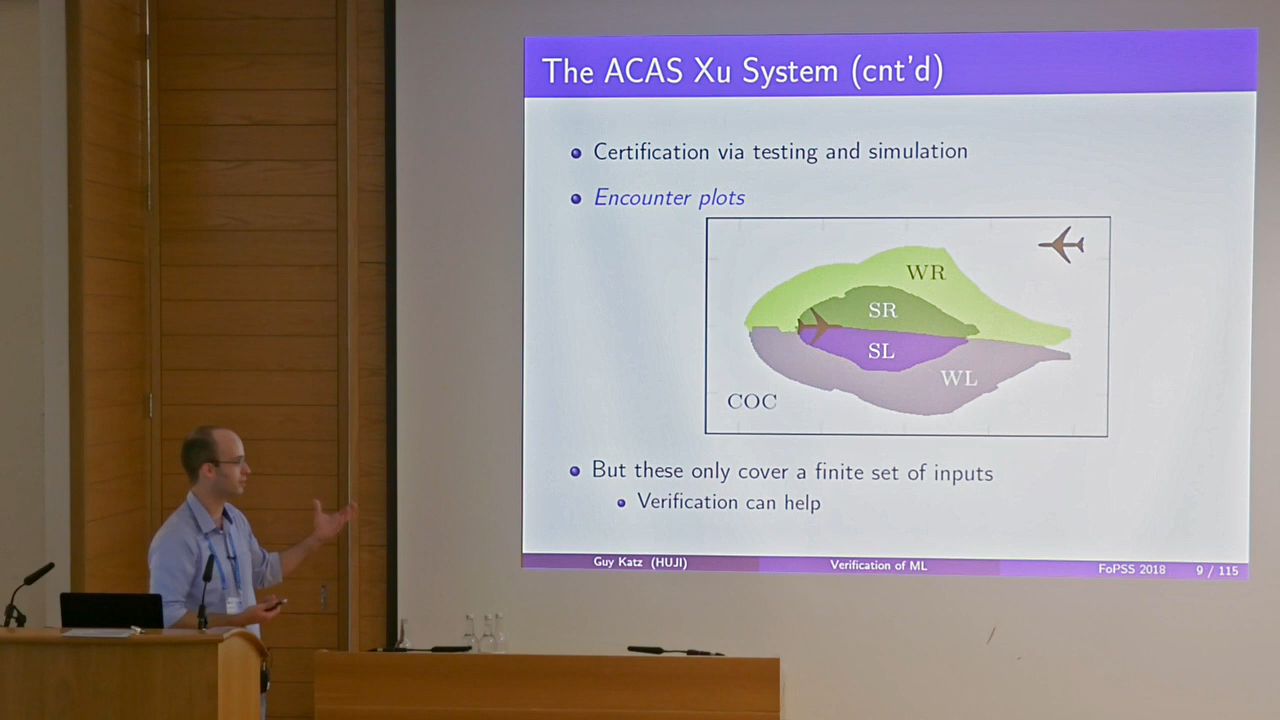 The ACAS Xu System (cnt'd)
Certification via testing and simulation
Encounter plots
WR
SR
SL
WL
COC
But these only cover a finite set of inputs
Verification can help
Guy Katz (HUJI) Verification of ML FoPSS 2018 9 / 115